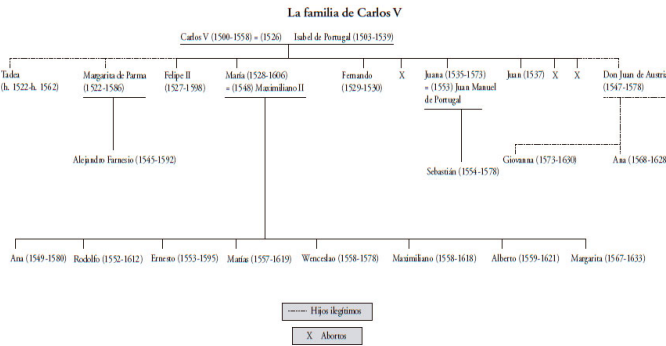 La familia de Carlos V
Carlos V (1500-1558) = (1526) Isabel de Portugal (1503-1539)
Tadea
(h. 1522-h. 1562)
Margarita de Parma
(1522-1586)
Felipe II
(1527-1598)
María (1528-1606)
= (1548) Maximiliano II
Fernando
(1529-1530)
X
Juana (1535-1573)
= (1553) Juan Manuel
de Portugal
Juan (1537)
X
X
Don Juan de Austri
(1547-1578)
Alejandro Farnesio (1545-1592)
Sebastián (1554-1578)
Giovanna (1573-1630)
Ana (1568-1628
Ana (1549-1580)
Rodolfo (1552-1612)
Ernesto (1553-1595)
Matías (1557-1619)
Wenceslao (1558-1578)
Maximiliano (1558-1618)
Alberto (1559-1621)
Margarita (1567-1633)
Hijos ilegítimos
X Abortos